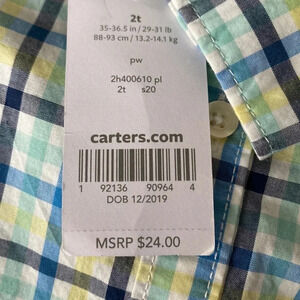 2t
35-36.5 in / 29-31 lb
88-93 cm / 13.2-14.1 kg
pw
2h400610 pl
2t s20
carters.com
1 92136 90964 4
DOB 12/2019
MSRP $24.00